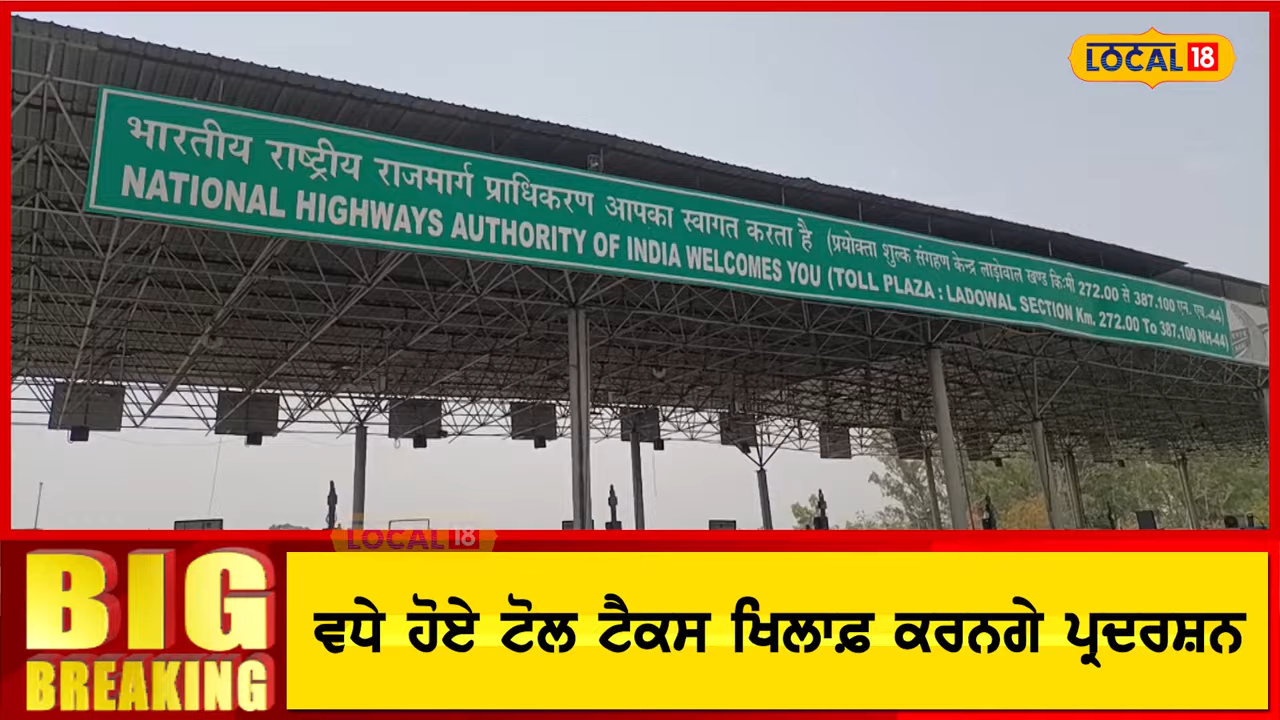 LOCAL 18
भारतीय राष्ट्रीय राजमार्ग प्राधिकरण आपका स्वागत करता है (प्रयोक्ता शुल्क संगहण केन्द्र लाड़ोवाल खण्ड कि:मी 272.00 से 387.100 एन. एच.-44)
NATIONAL HIGHWAYS AUTHORITY OF INDIA WELCOMES YOU (TOLL PLAZA : LADOWAL SECTION Km. 272.00 To 387.100 NH-44)
LOCAL 18
BIG
BREAKING
ਵਧੇ ਹੋਏ ਟੋਲ ਟੈਕਸ ਖਿਲਾਫ਼ ਕਰਨਗੇ ਪ੍ਰਦਰਸ਼ਨ